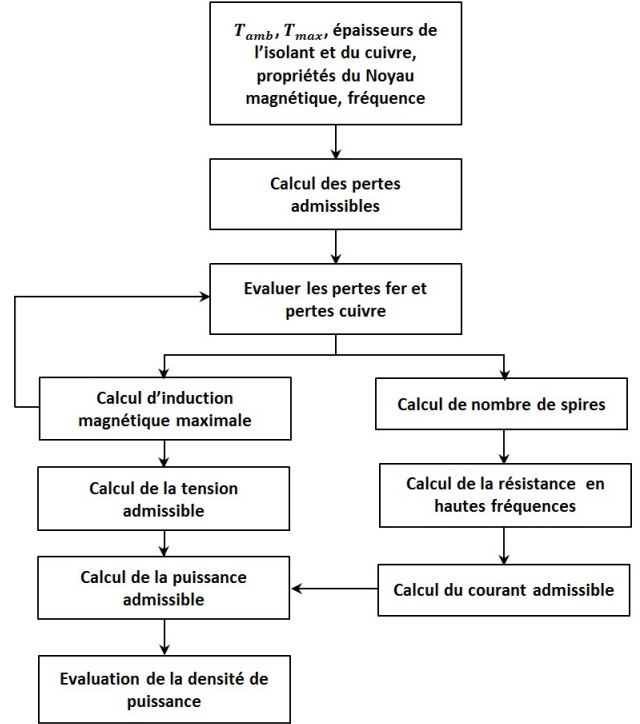 T_amb, T_max, épaisseurs de
l'isolant et du cuivre,
propriétés du Noyau
magnétique, fréquence
Calcul des pertes
admissibles
Evaluer les pertes fer et
pertes cuivre
Calcul d'induction
magnétique maximale
Calcul de nombre de spires
Calcul de la tension
admissible
Calcul de la résistance en
hautes fréquences
Calcul de la puissance
admissible
Calcul du courant admissible
Evaluation de la densité de
puissance